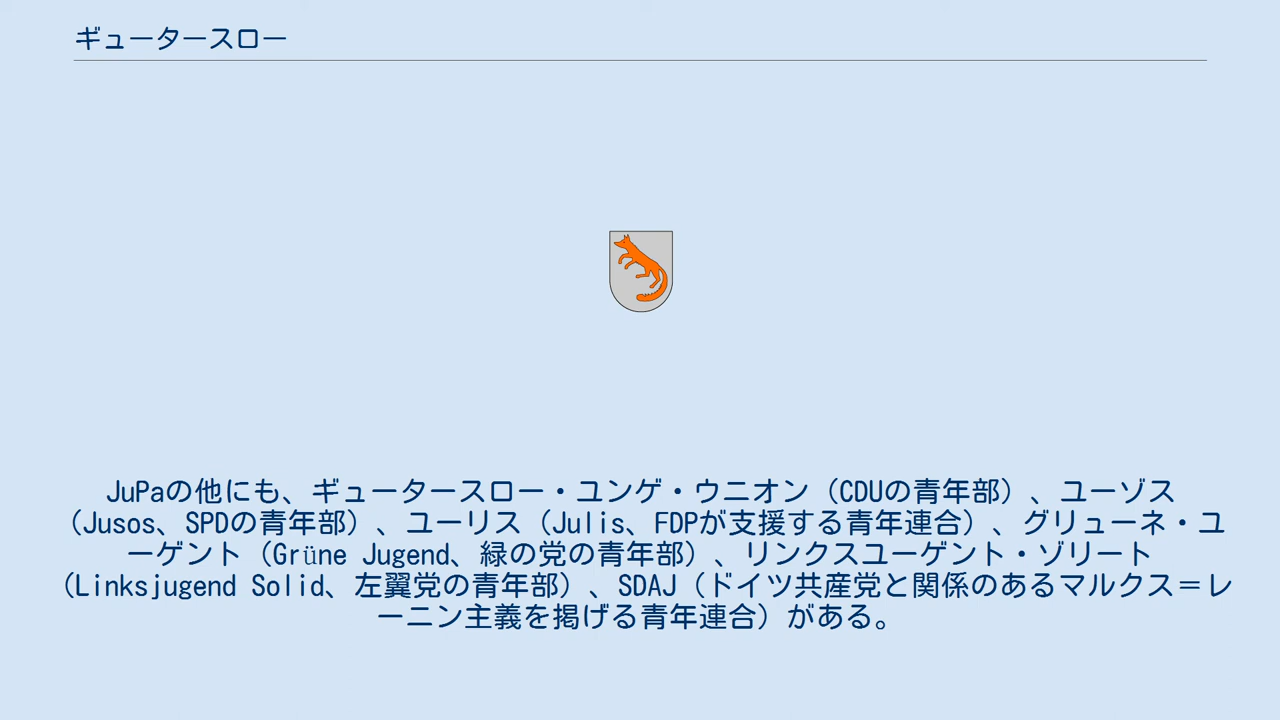 ギュータースロー
JuPaの他にも、ギュータースロー・ユンゲ・ウニオン（CDUの青年部）、ユーゾス
（Jusos、SPDの青年部）、ユーリス（Julis、FDPが支援する青年連合）、グリューネ・ユ
ーゲント（Grüne Jugend、緑の党の青年部）、リンクスユーゲント・ゾリート
（Linksjugend Solid、左翼党の青年部）、SDAJ（ドイツ共産党と関係のあるマルクス＝レ
ーニン主義を掲げる青年連合）がある。